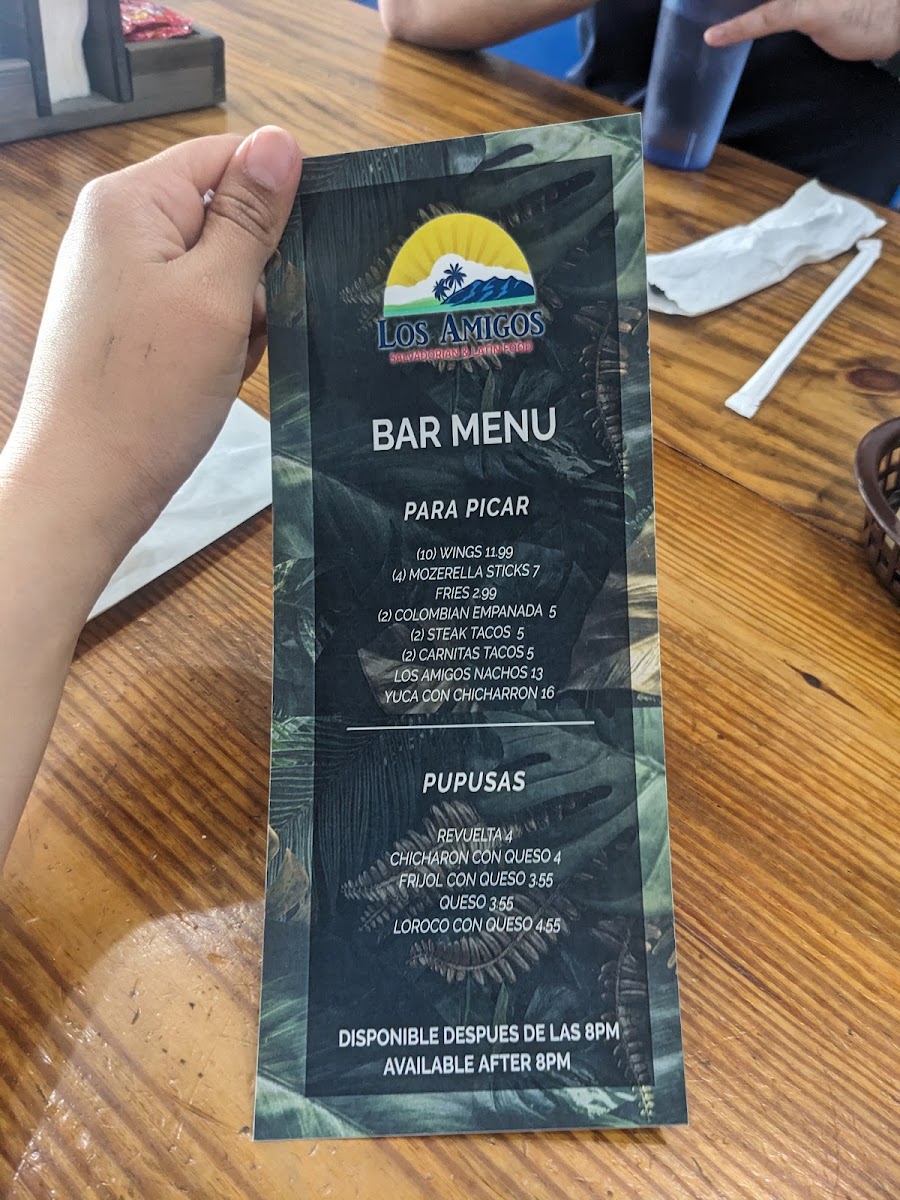 LOS AMIGOS
SALVADORIAN & LATIN FOOD
BAR MENU
PARA PICAR
(10) WINGS 11.99
(4) MOZERELLA STICKS 7
FRIES 2.99
(2) COLOMBIAN EMPANADA 5
(2) STEAK TACOS 5
(2) CARNITAS TACOS 5
LOS AMIGOS NACHOS 13
YUCA CON CHICHARRON 16
PUPUSAS
REVUELTA 4
CHICHARON CON QUESO 4
FRIJOL CON QUESO 3.55
QUESO 3.55
LOROCO CON QUESO 4.55
DISPONIBLE DESPUES DE LAS 8PM
AVAILABLE AFTER 8PM